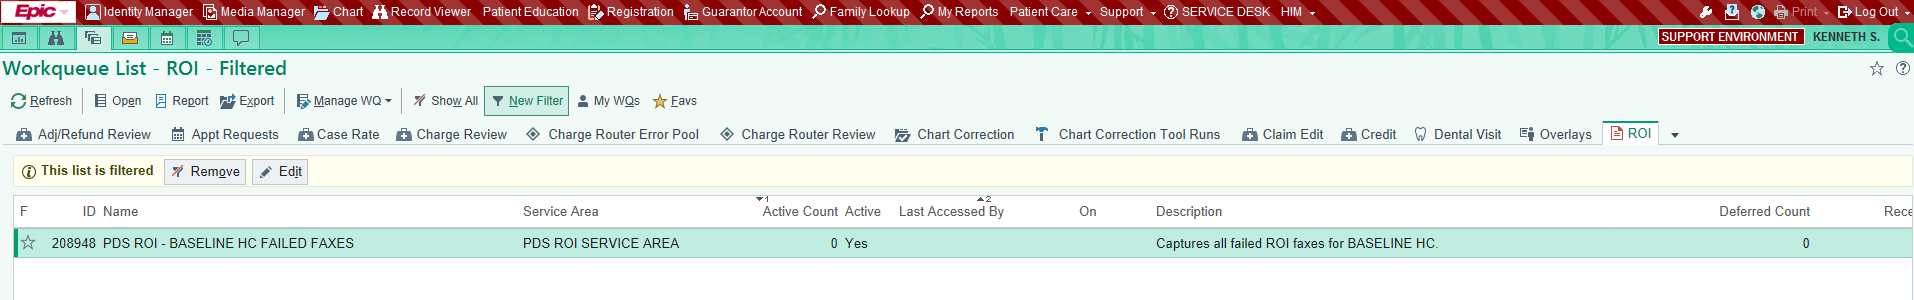 Epic Identity Manager Media Manager Chart Record Viewer Patient Education Registration Guarantor Account Family Lookup My Reports Patient Care Support SERVICE DESK HIM Print Log Out
SUPPORT ENVIRONMENT KENNETH S.
Workqueue List - ROI - Filtered
Refresh Open Report Export Manage WQ Show All New Filter My WQs Favs
Adj/Refund Review Appt Requests Case Rate Charge Review Charge Router Error Pool Charge Router Review Chart Correction Chart Correction Tool Runs Claim Edit Credit Dental Visit Overlays ROI
This list is filtered Remove Edit
F ID Name Service Area 1 Active Count Active Last Accessed By 2 On Description Deferred Count Rece
208948 PDS ROI - BASELINE HC FAILED FAXES PDS ROI SERVICE AREA 0 Yes Captures all failed ROI faxes for BASELINE HC. 0